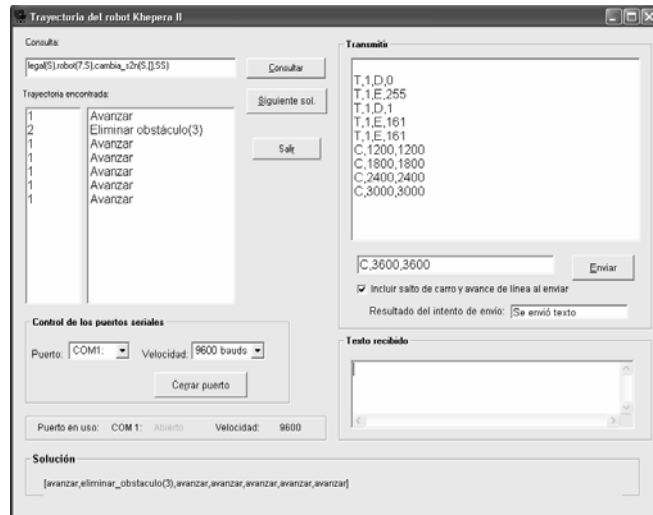 Trayectoria del robot Khepera II
Consulta:
legal(S),robot(7,S),cambia_s2n(S,[],SS)
Consultar
Trayectoria encontrada:
Siguiente sol.
Salir
1 Avanzar
2 Eliminar obstáculo(3)
1 Avanzar
1 Avanzar
1 Avanzar
1 Avanzar
1 Avanzar
Transmitir
T,1,D,0
T,1,E,255
T,1,D,1
T,1,E,161
T,1,E,161
C,1200,1200
C,1800,1800
C,2400,2400
C,3000,3000
C,3600,3600
Enviar
Incluir salto de carro y avance de línea al enviar
Resultado del intento de envío: Se envió texto
Control de los puertos seriales
Puerto: COM1: Velocidad: 9600 bauds
Cerrar puerto
Puerto en uso: COM 1: Abierto Velocidad: 9600
Texto recibido
Solución
[avanzar,eliminar_obstaculo(3),avanzar,avanzar,avanzar,avanzar,avanzar]